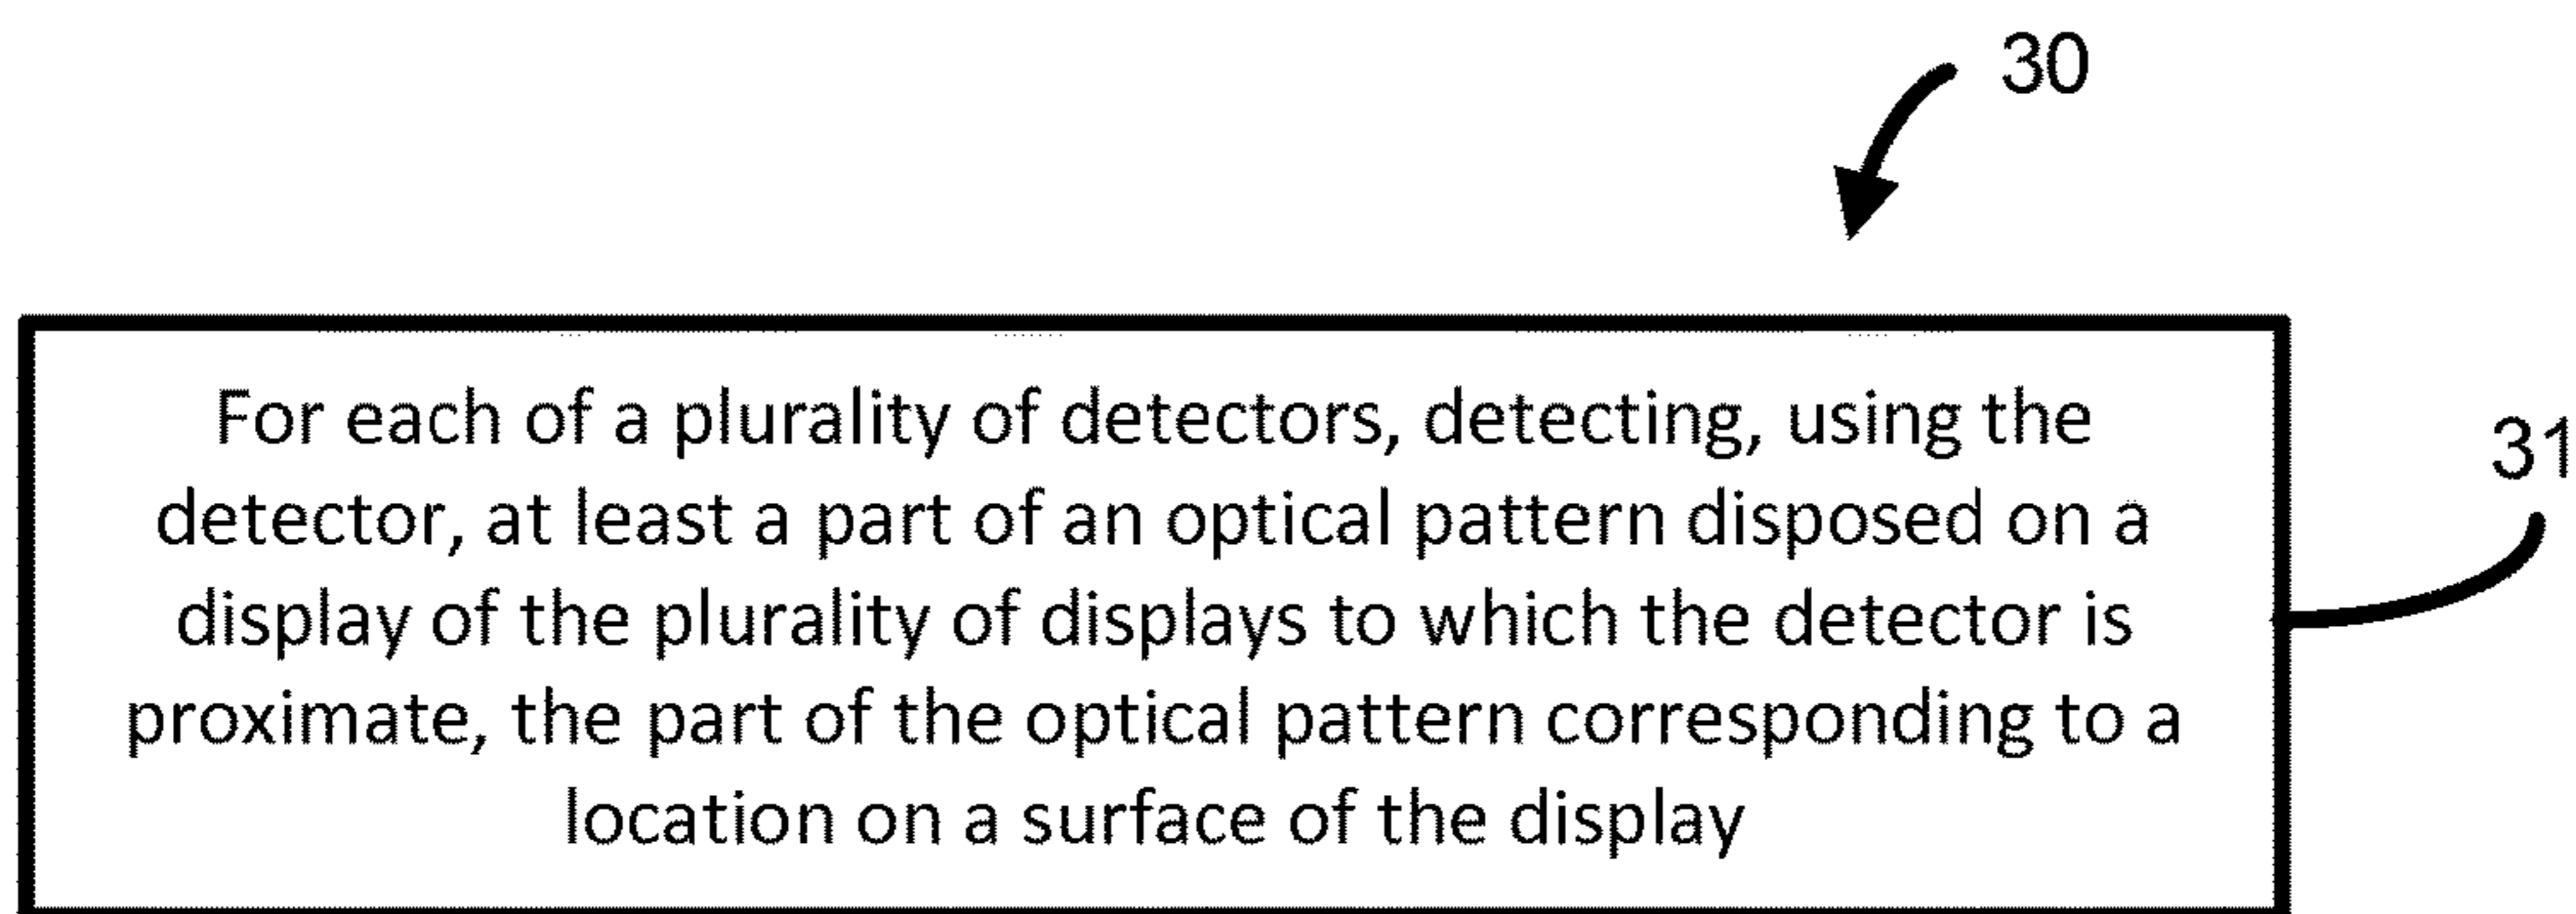 30
For each of a plurality of detectors, detecting, using the
detector, at least a part of an optical pattern disposed on a
display of the plurality of displays to which the detector is
proximate, the part of the optical pattern corresponding to a
location on a surface of the display
31